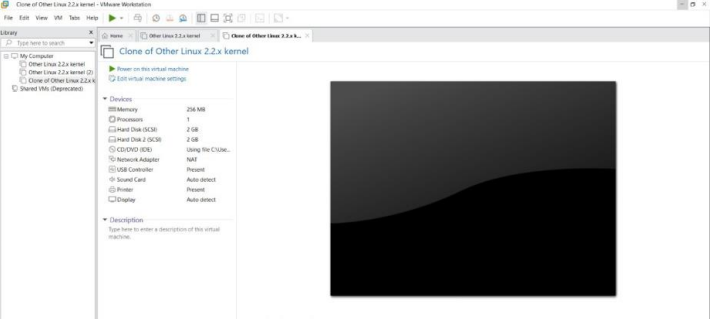 Clone of Other Linux 2.2.x kernel - VMware Workstation
File Edit View VM Tabs Help
Library
Type here to search
My Computer
Other Linux 2.2.x kernel
Other Linux 2.2.x kernel (2)
Clone of Other Linux 2.2.x k
Shared VMs (Deprecated)
Home
Other Linux 2.2.x kernel
Clone of Other Linux 2.2.x k...
Clone of Other Linux 2.2.x kernel
Power on this virtual machine
Edit virtual machine settings
Devices
Memory 256 MB
Processors 1
Hard Disk (SCSI) 2 GB
Hard Disk 2 (SCSI) 2 GB
CD/DVD (IDE) Using file C:\Use...
Network Adapter NAT
USB Controller Present
Sound Card Auto detect
Printer Present
Display Auto detect
Description
Type here to enter a description of this virtual
machine.